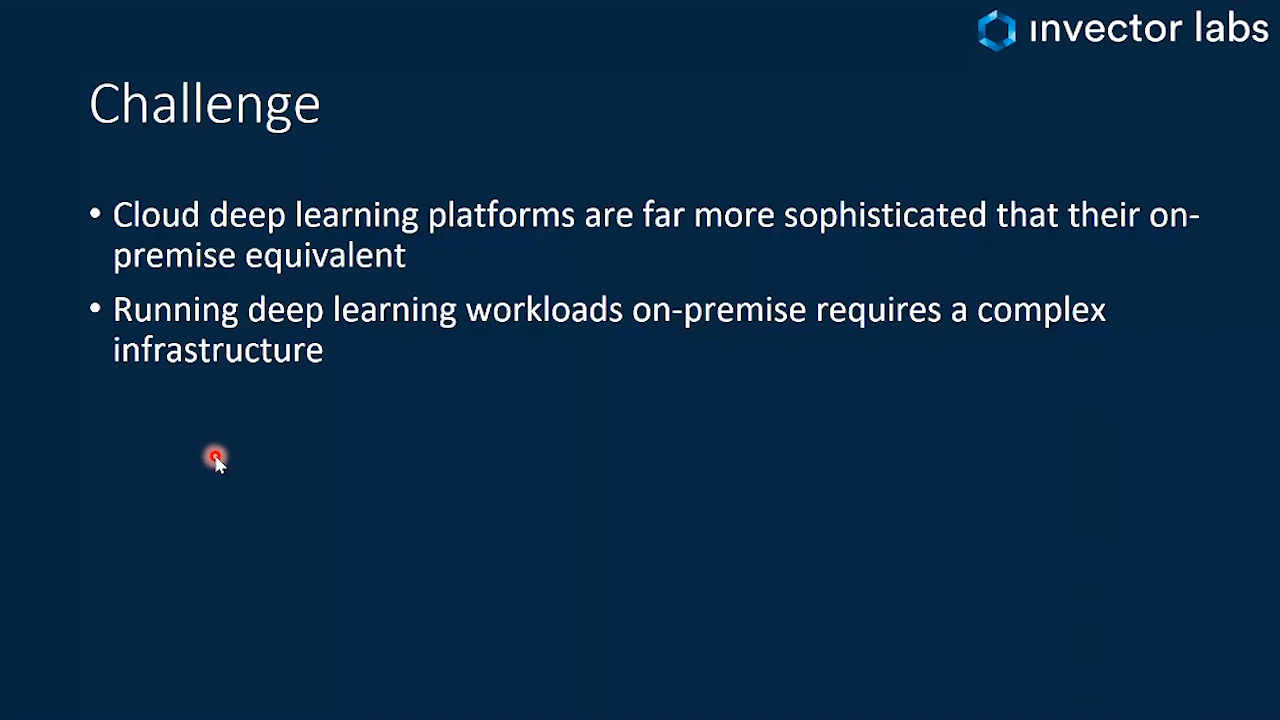 invector labs
Challenge
• Cloud deep learning platforms are far more sophisticated that their on-
premise equivalent
• Running deep learning workloads on-premise requires a complex
infrastructure